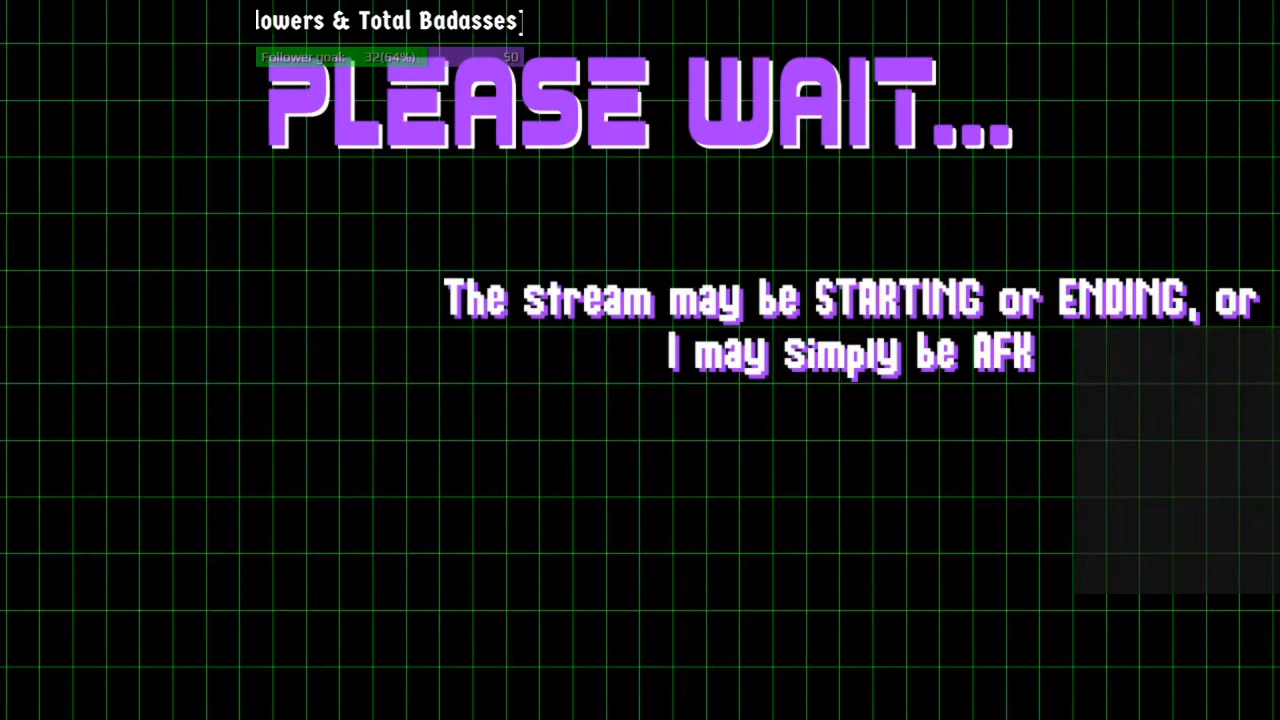 lowers & Total Badasses]
Follower goal: 32(64%) 50
PLEASE WAIT...
The stream may be STARTING or ENDING, or
I may simply be AFK